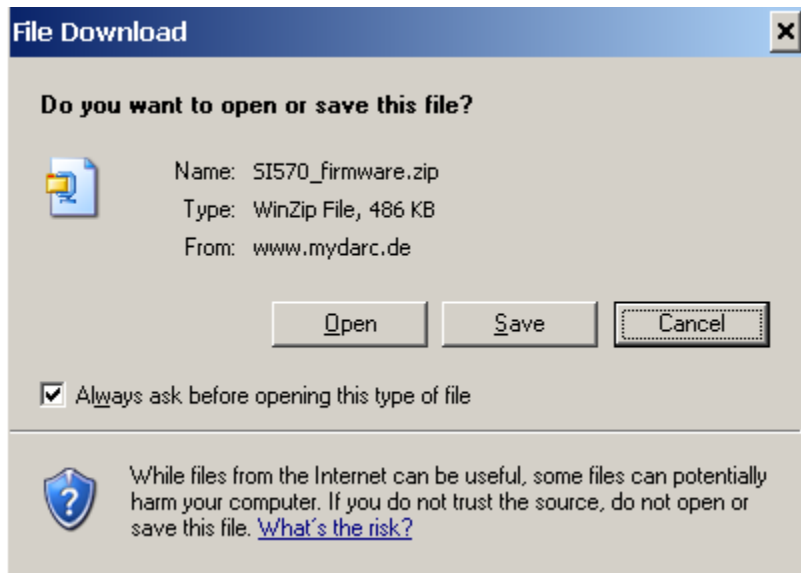 File Download
Do you want to open or save this file?
Name: SI570_firmware.zip
Type: WinZip File, 486 KB
From: www.mydarc.de
Open Save Cancel
Always ask before opening this type of file
While files from the Internet can be useful, some files can potentially
harm your computer. If you do not trust the source, do not open or
save this file. What's the risk?